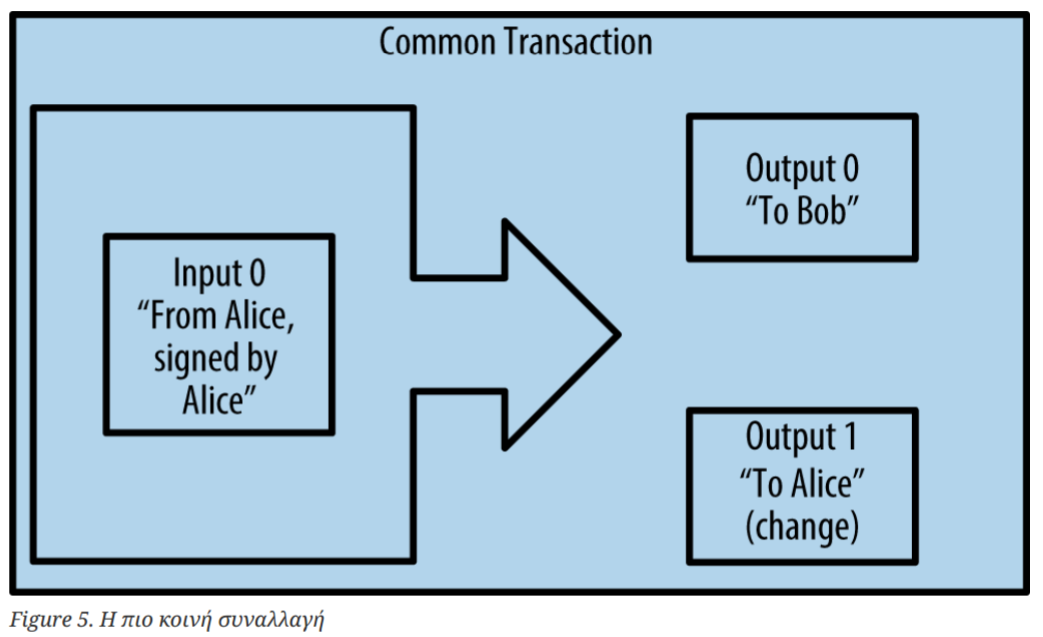 Common Transaction
Input 0
“From Alice,
signed by
Alice”
Output 0
“To Bob”
Output 1
“To Alice”
(change)
Figure 5. Η πιο κοινή συναλλαγή